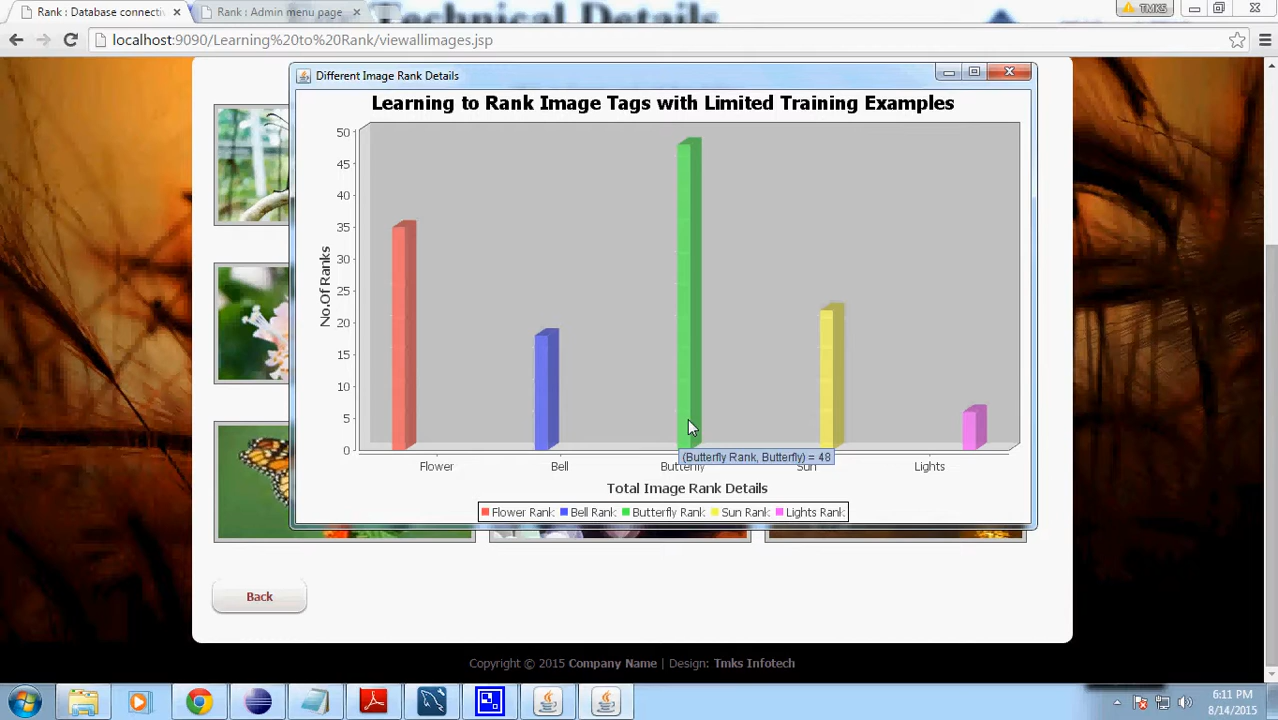 Rank : Database connecti
Rank : Admin menu page
TMKS
localhost:9090/Learning%20to%20Rank/viewallimages.jsp
Technical Details
Different Image Rank Details
Learning to Rank Image Tags with Limited Training Examples
50
45
40
35
30
25
20
15
10
5
0
No.Of Ranks
Flower
Bell
Butterfly
Sun
Lights
(Butterfly Rank, Butterfly) = 48
Total Image Rank Details
Flower Rank Bell Rank Butterfly Rank Sun Rank Lights Rank
Back
Copyright © 2015 Company Name | Design: Tmks Infotech
6:11 PM
8/14/2015